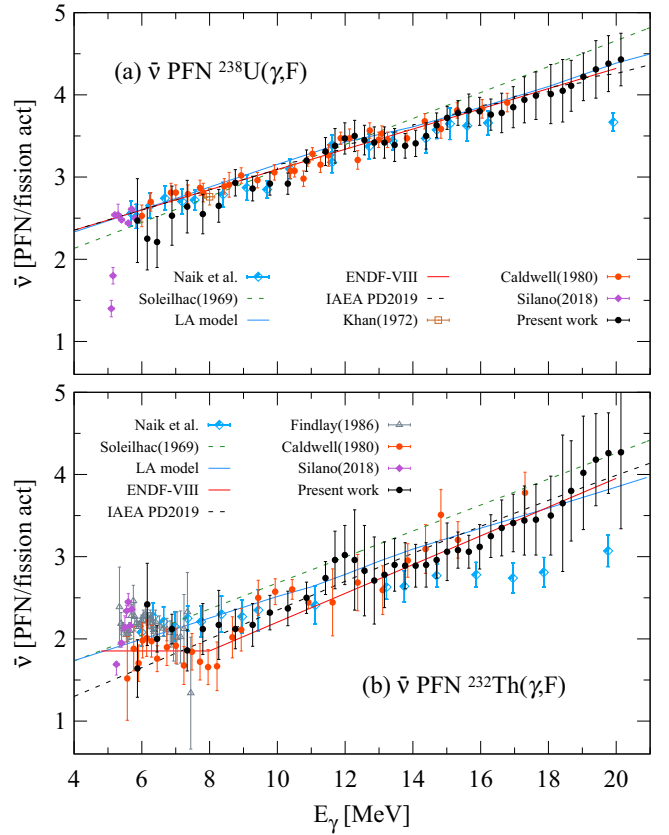 5
(a) ν̄ PFN ²³⁸U(γ,F)
4
3
2
1
ν̄ [PFN/fission act]
Naik et al.
Soleilhac(1969)
LA model
ENDF-VIII
IAEA PD2019
Khan(1972)
Caldwell(1980)
Silano(2018)
Present work
5
Naik et al.
Soleilhac(1969)
LA model
ENDF-VIII
IAEA PD2019
Findlay(1986)
Caldwell(1980)
Silano(2018)
Present work
4
3
2
1
ν̄ [PFN/fission act]
(b) ν̄ PFN ²³²Th(γ,F)
4 6 8 10 12 14 16 18 20
Eᵧ [MeV]